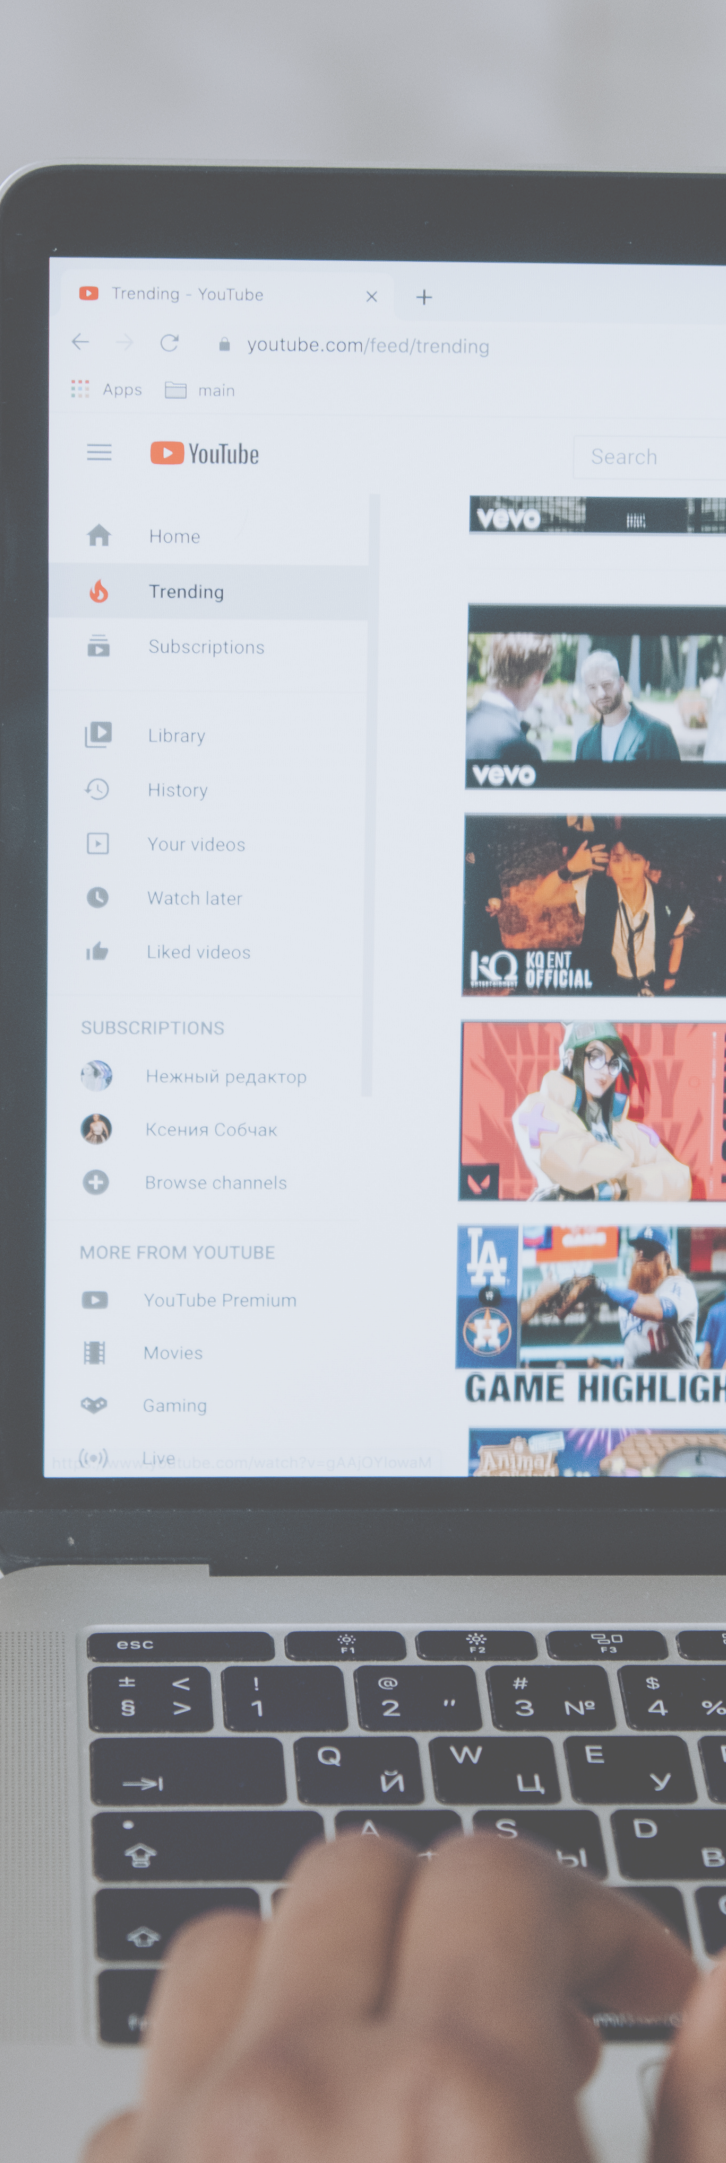 Trending - YouTube
youtube.com/feed/trending
Apps main
YouTube
Search
Home
Trending
Subscriptions
Library
History
Your videos
Watch later
Liked videos
SUBSCRIPTIONS
Нежный редактор
Ксения Собчак
Browse channels
MORE FROM YOUTUBE
YouTube Premium
Movies
Gaming
Live
vevo
vevo
KQ ENT
OFFICIAL
LA
GAME HIGHLIGH
Animal
esc F1 F2 F3
± < ! @ # $
§ > 1 2 " 3 № 4 %
Q W E
Й Ц У
A S D
Ы В